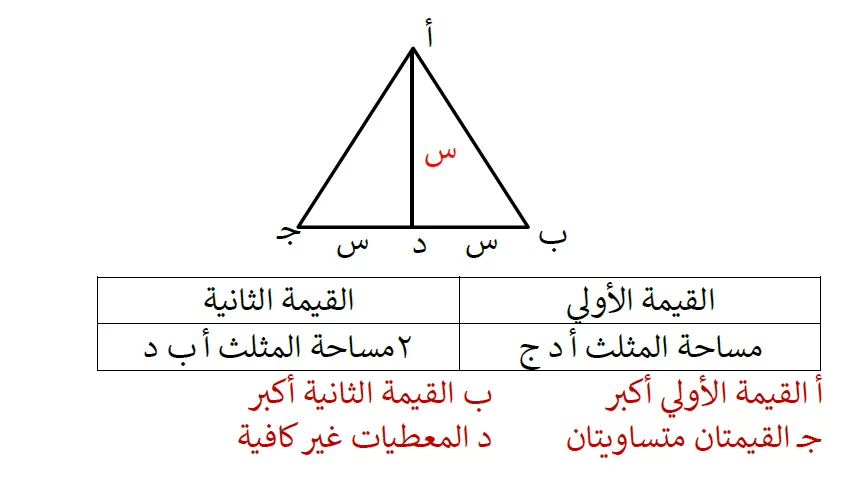 أ
س
ب س د س جـ
القيمة الأولي القيمة الثانية
مساحة المثلث أ د ج ٢مساحة المثلث أ ب د
أ القيمة الأولي أكبر ب القيمة الثانية أكبر
جـ القيمتان متساويتان د المعطيات غير كافية